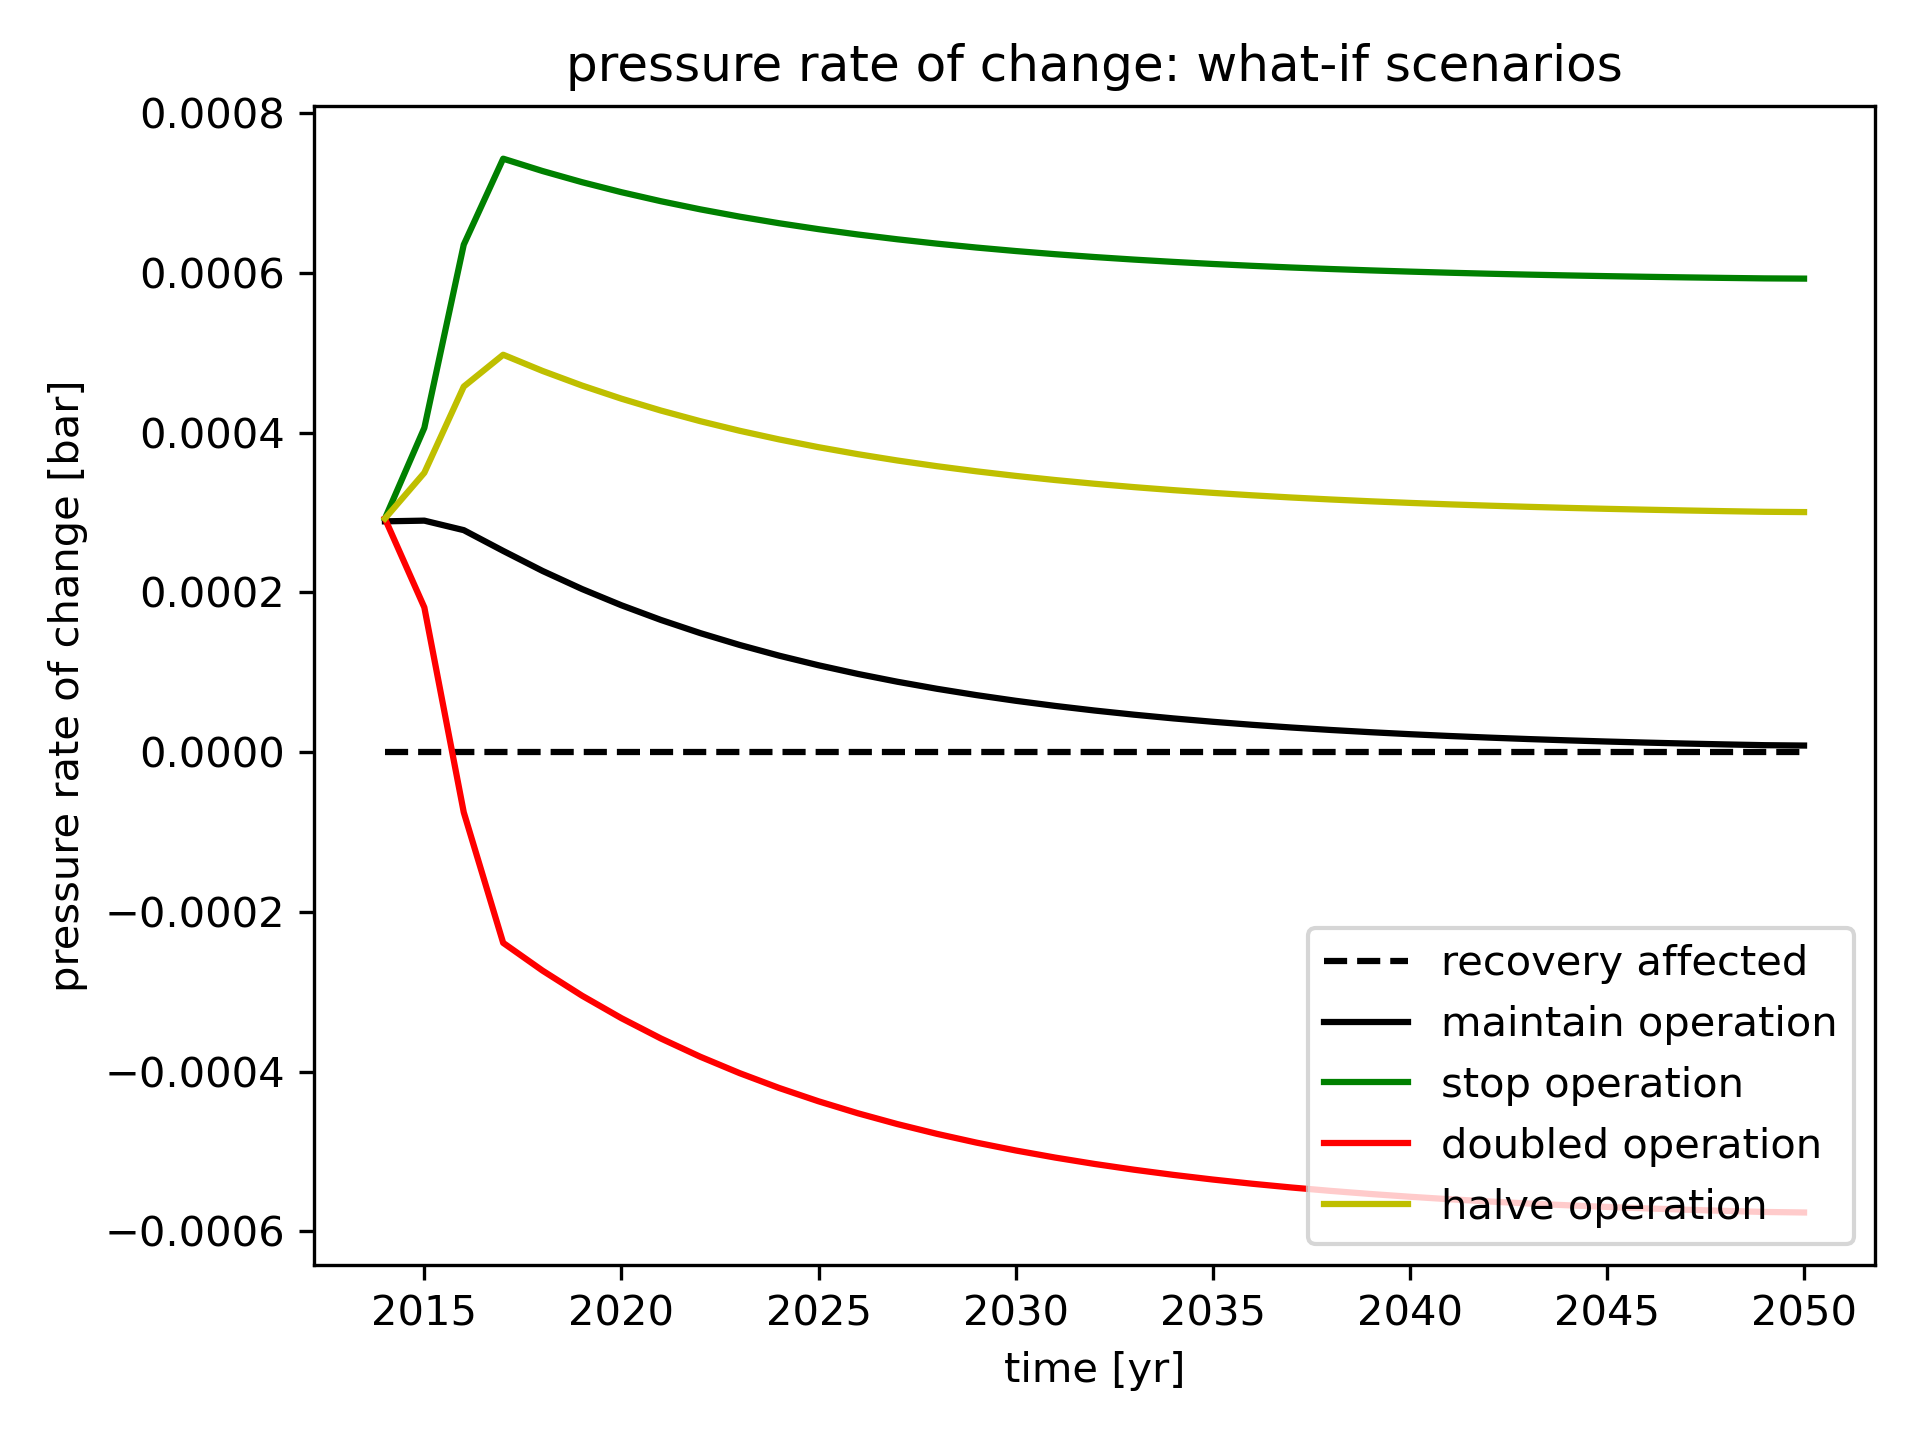 pressure rate of change: what-if scenarios
pressure rate of change [bar]
0.0008
0.0006
0.0004
0.0002
0.0000
−0.0002
−0.0004
−0.0006
recovery affected
maintain operation
stop operation
doubled operation
halve operation
2015 2020 2025 2030 2035 2040 2045 2050
time [yr]